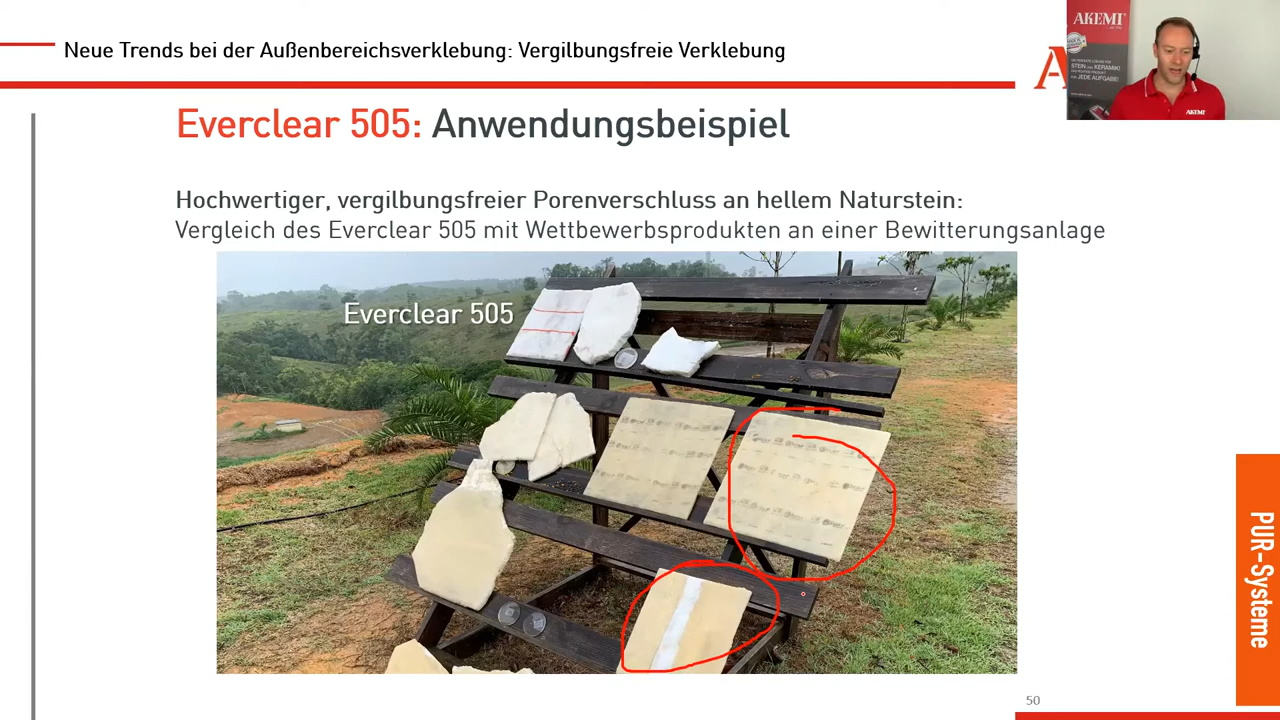 Neue Trends bei der Außenbereichsverklebung: Vergilbungsfreie Verklebung
AKEMI
Everclear 505: Anwendungsbeispiel
AKEMI
Hochwertiger, vergilbungsfreier Porenverschluss an hellem Naturstein:
Vergleich des Everclear 505 mit Wettbewerbsprodukten an einer Bewitterungsanlage
Everclear 505
PUR-Systeme
50